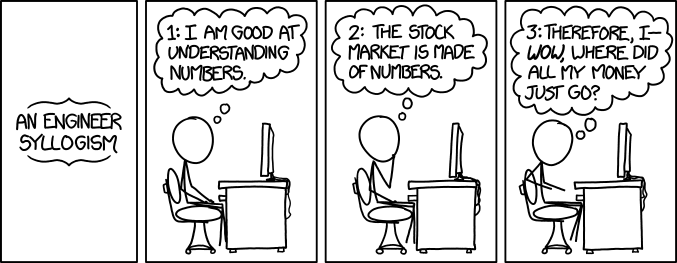 AN ENGINEER
SYLLOGISM
1: I AM GOOD AT
UNDERSTANDING
NUMBERS.
2: THE STOCK
MARKET IS MADE
OF NUMBERS.
3: THEREFORE, I—
WOW, WHERE DID
ALL MY MONEY
JUST GO?